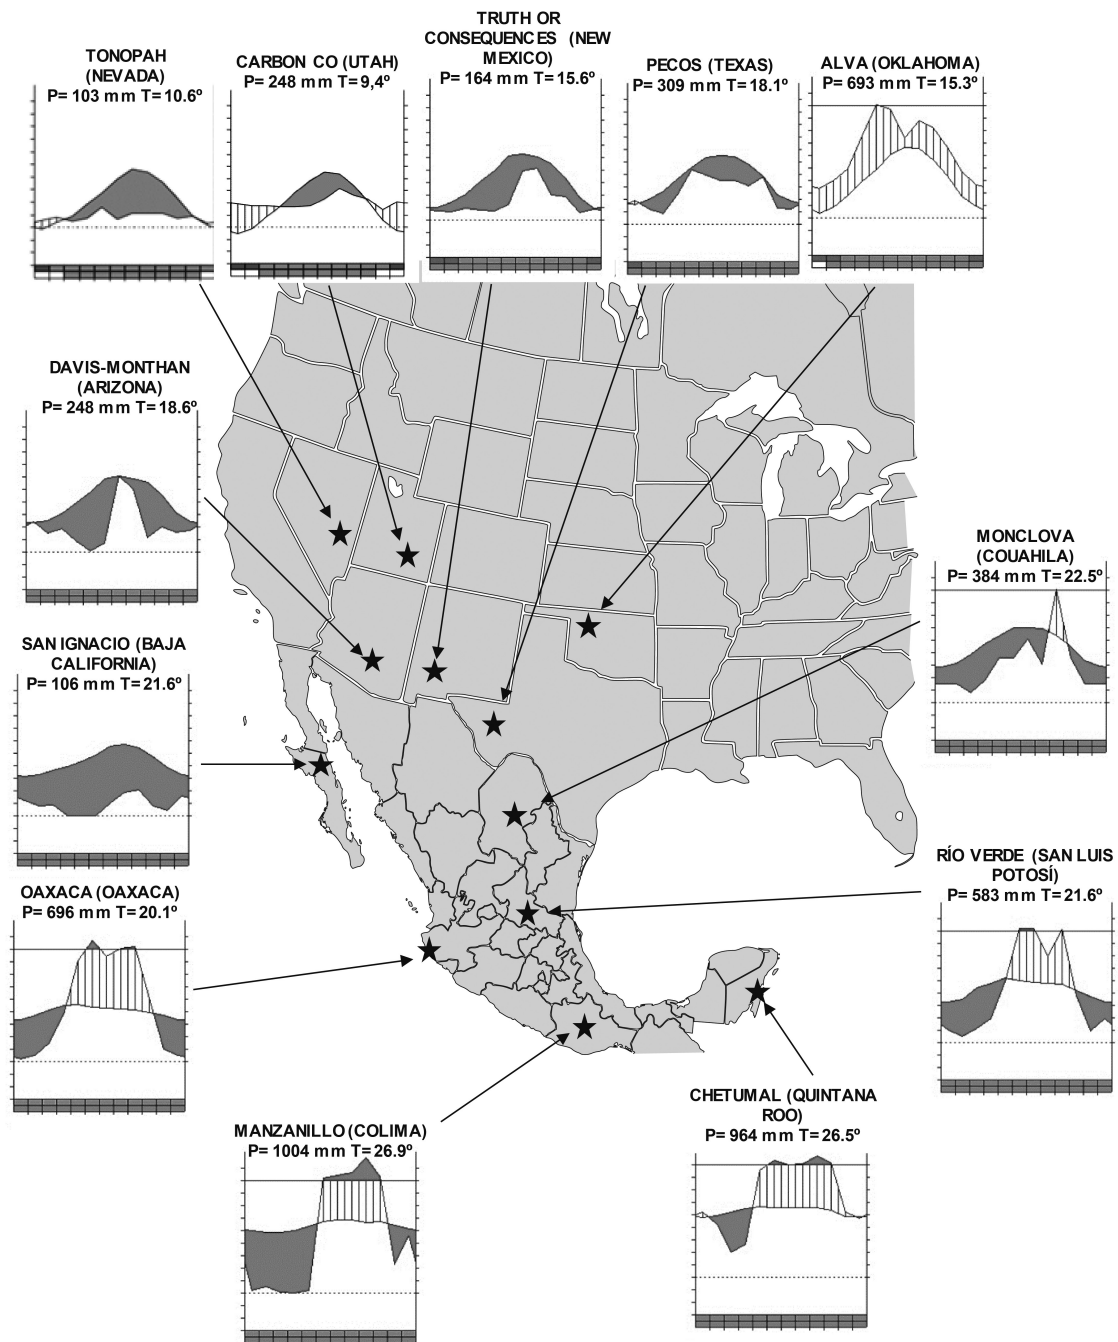 TONOPAH
(NEVADA)
P= 103 mm T= 10.6º
CARBON CO (UTAH)
P= 248 mm T= 9,4º
TRUTH OR
CONSEQUENCES (NEW
MEXICO)
P= 164 mm T= 15.6º
PECOS (TEXAS)
P= 309 mm T= 18.1º
ALVA (OKLAHOMA)
P= 693 mm T= 15.3º
DAVIS-MONTHAN
(ARIZONA)
P= 248 mm T= 18.6º
MONCLOVA
(COUAHILA)
P= 384 mm T= 22.5º
SAN IGNACIO (BAJA
CALIFORNIA)
P= 106 mm T= 21.6º
RÍO VERDE (SAN LUIS
POTOSÍ)
P= 583 mm T= 21.6º
OAXACA (OAXACA)
P= 696 mm T= 20.1º
CHETUMAL (QUINTANA
ROO)
P= 964 mm T= 26.5º
MANZANILLO (COLIMA)
P= 1004 mm T= 26.9º